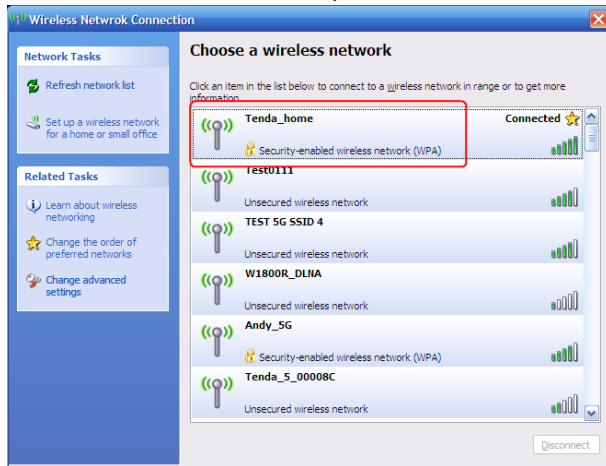 Wireless Netwrok Connection
Network Tasks
Refresh network list
Set up a wireless network
for a home or small office
Related Tasks
Learn about wireless
networking
Change the order of
preferred networks
Change advanced
settings
Choose a wireless network
Click an item in the list below to connect to a wireless network in range or to get more
information.
Tenda_home
Connected
Security-enabled wireless network (WPA)
Test0111
Unsecured wireless network
TEST 5G SSID 4
Unsecured wireless network
W1800R_DLNA
Unsecured wireless network
Andy_5G
Security-enabled wireless network (WPA)
Tenda_5_00008C
Unsecured wireless network
Disconnect